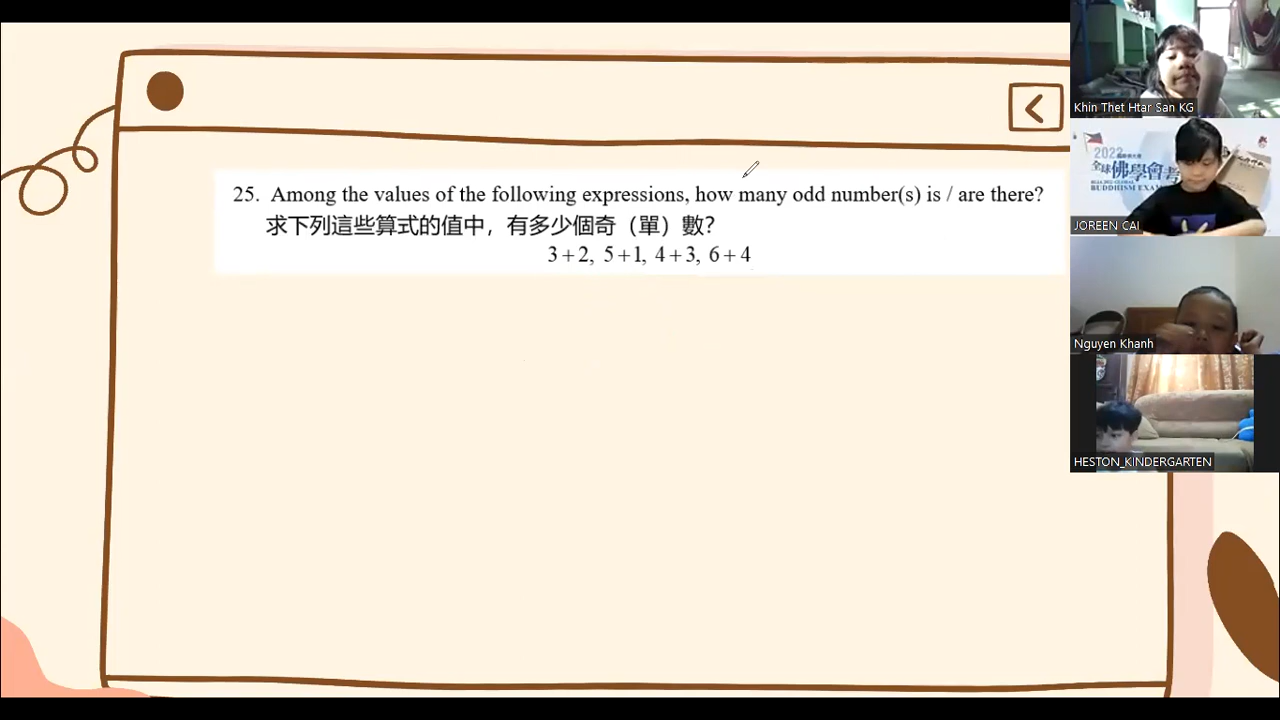 25. Among the values of the following expressions, how many odd number(s) is / are there?
求下列這些算式的值中，有多少個奇（單）數？
3+2, 5+1, 4+3, 6+4
Khin Thet Htar San KG
2022
全球佛學會考
BUDDHISM EXAM
JOREEN CAI
Nguyen Khanh
HESTON_KINDERGARTEN